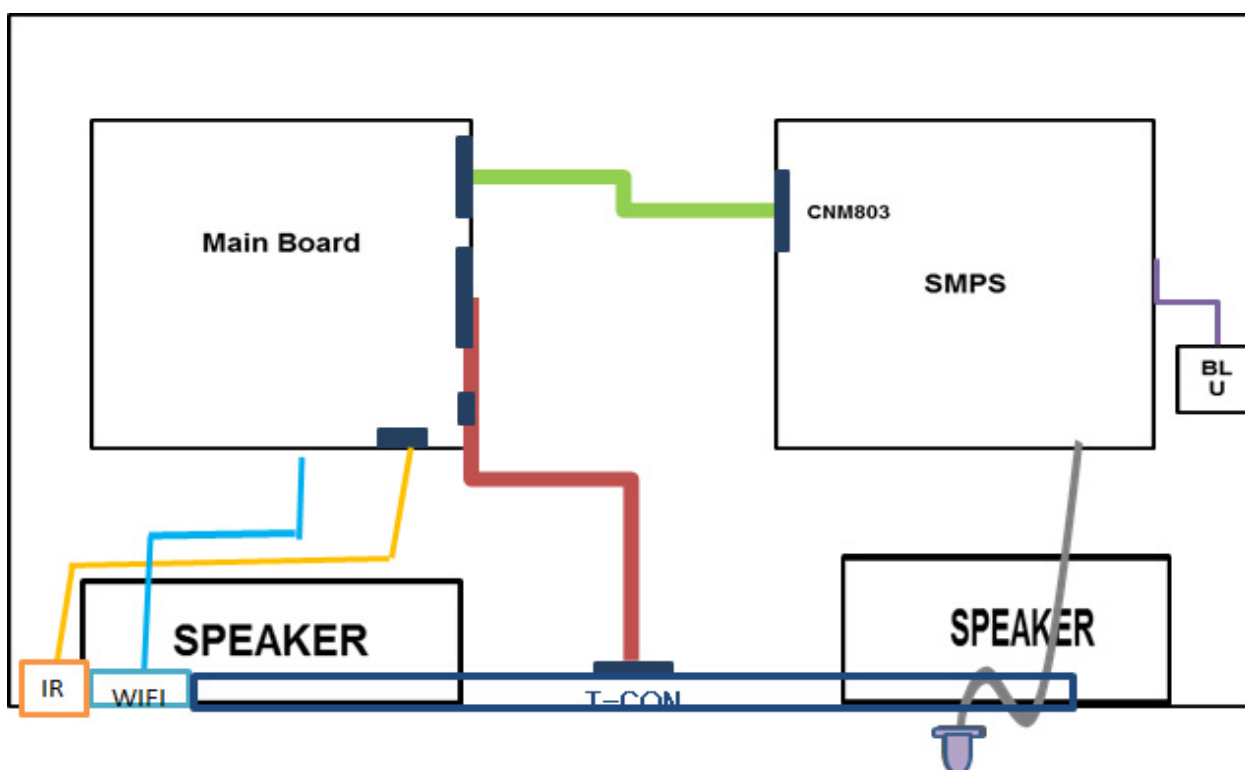 Main Board
CNM803
SMPS
BL
U
SPEAKER
SPEAKER
IR
WIFI
T-CON